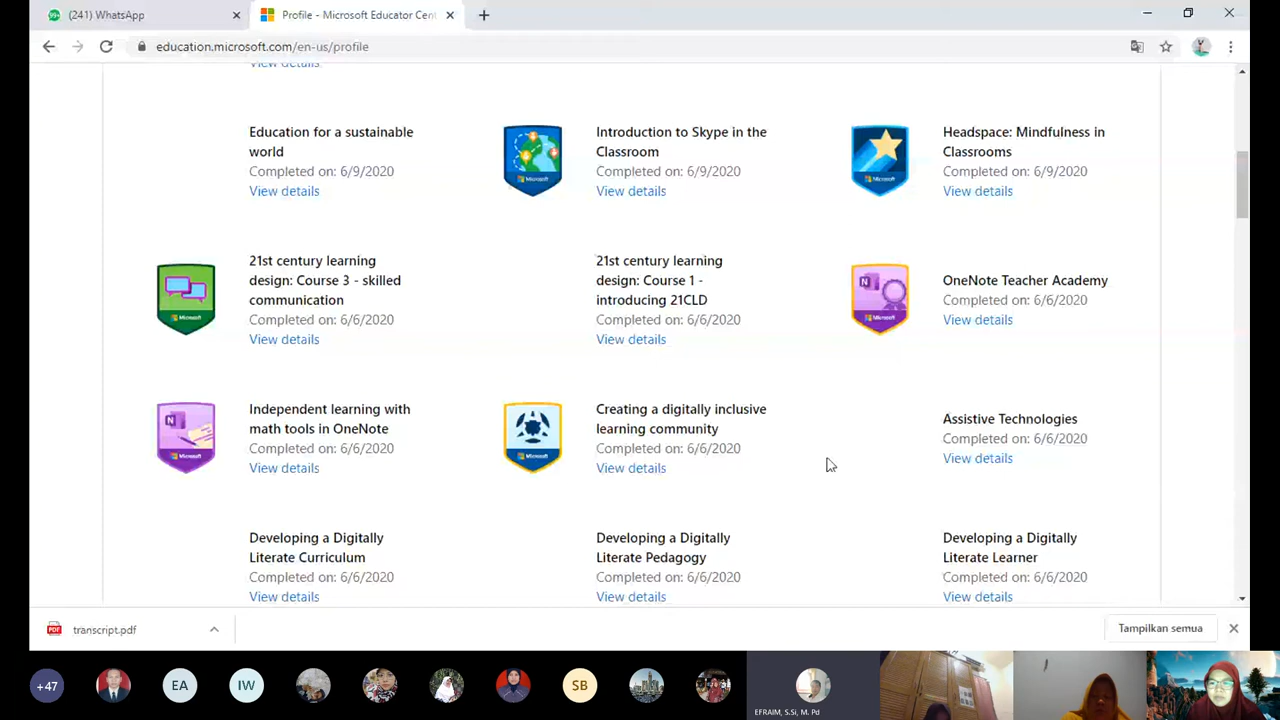 (241) WhatsApp
Profile - Microsoft Educator Cent
education.microsoft.com/en-us/profile
View details
Education for a sustainable
world
Completed on: 6/9/2020
View details
Microsoft
Introduction to Skype in the
Classroom
Completed on: 6/9/2020
View details
Microsoft
Headspace: Mindfulness in
Classrooms
Completed on: 6/9/2020
View details
Microsoft
21st century learning
design: Course 3 - skilled
communication
Completed on: 6/6/2020
View details
21st century learning
design: Course 1 -
introducing 21CLD
Completed on: 6/6/2020
View details
N
Microsoft
OneNote Teacher Academy
Completed on: 6/6/2020
View details
N
Microsoft
Independent learning with
math tools in OneNote
Completed on: 6/6/2020
View details
Microsoft
Creating a digitally inclusive
learning community
Completed on: 6/6/2020
View details
Assistive Technologies
Completed on: 6/6/2020
View details
Developing a Digitally
Literate Curriculum
Completed on: 6/6/2020
View details
Developing a Digitally
Literate Pedagogy
Completed on: 6/6/2020
View details
Developing a Digitally
Literate Learner
Completed on: 6/6/2020
View details
PDF
transcript.pdf
Tampilkan semua
+47
EA
IW
SB
EFRAIM, S.Si, M. Pd